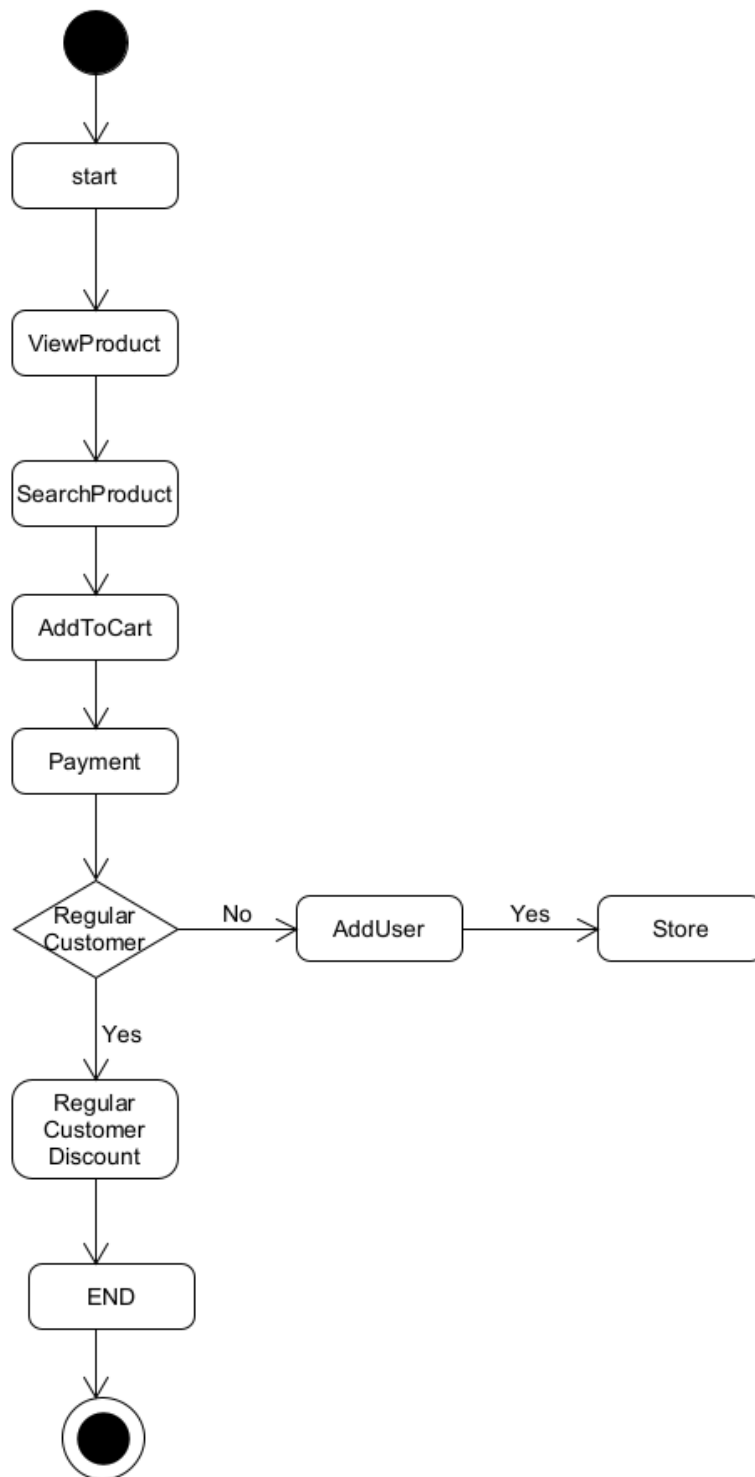 start
ViewProduct
SearchProduct
AddToCart
Payment
Regular
Customer
No
AddUser
Yes
Store
Yes
Regular
Customer
Discount
END